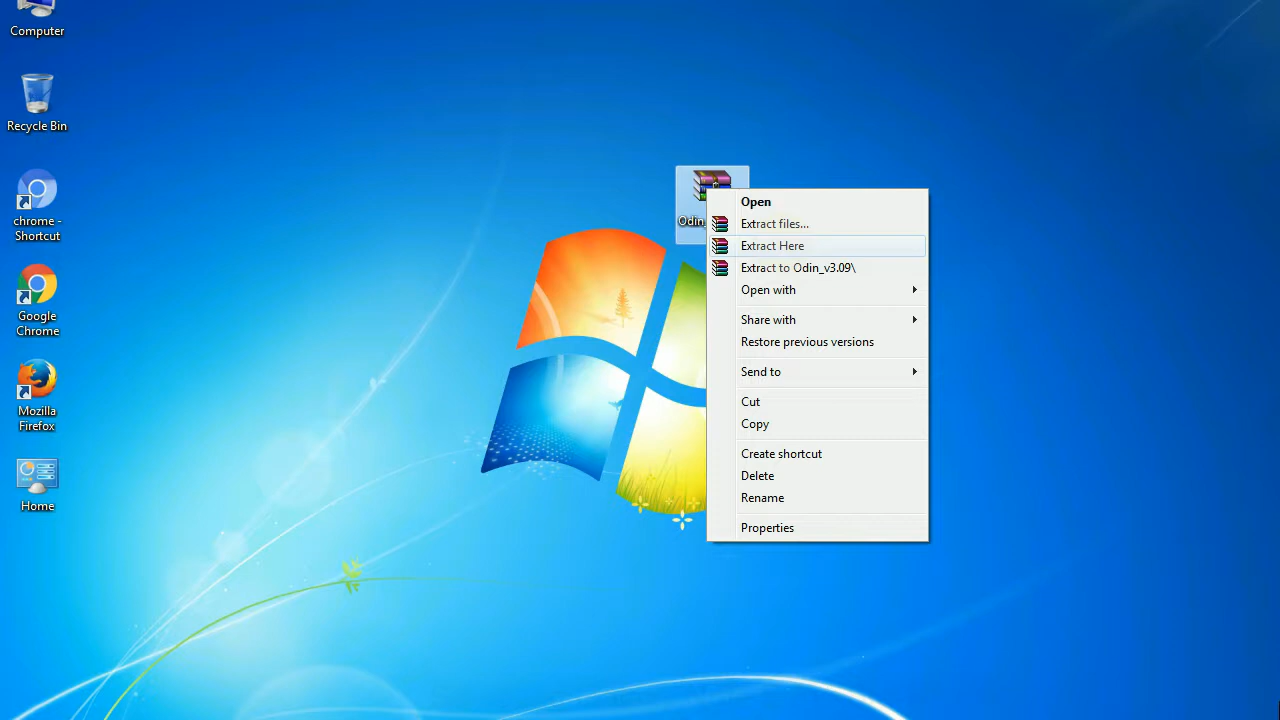 Computer
Recycle Bin
chrome -
Shortcut
Google
Chrome
Mozilla
Firefox
Home
Odin
Open
Extract files...
Extract Here
Extract to Odin_v3.09\
Open with
Share with
Restore previous versions
Send to
Cut
Copy
Create shortcut
Delete
Rename
Properties